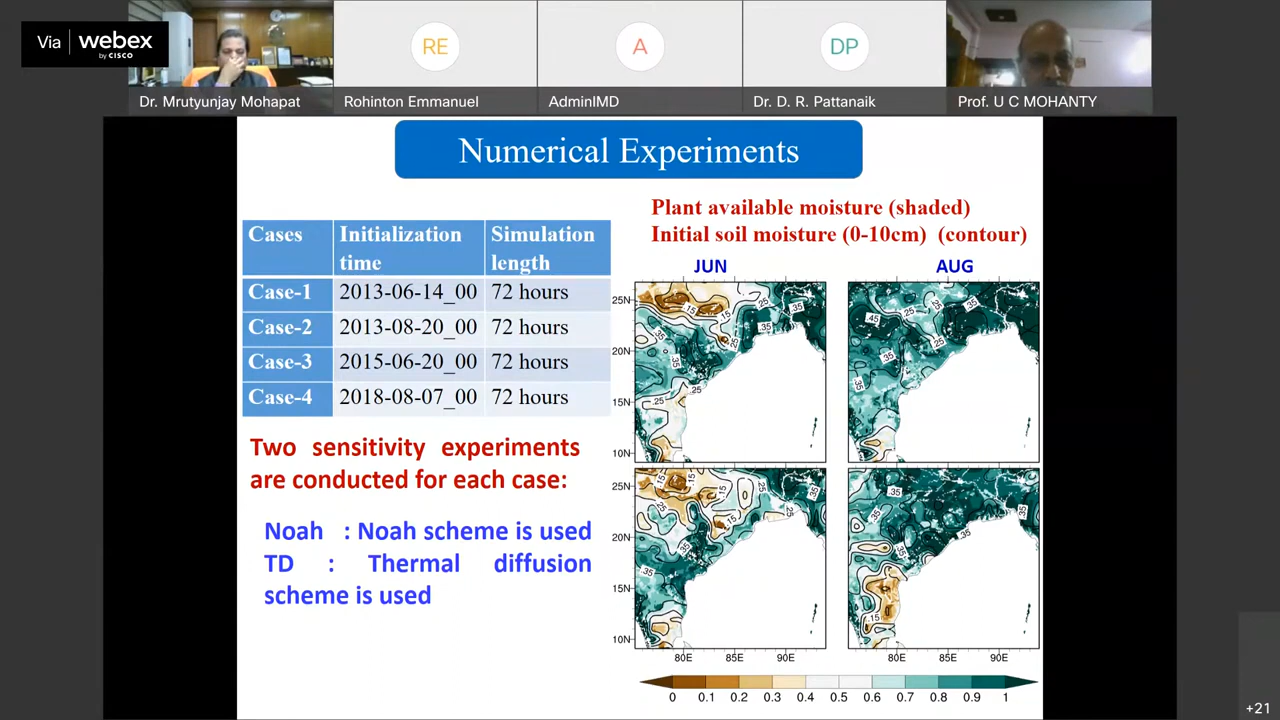 Via webex
by CISCO
Dr. Mrutyunjay Mohapat
RE
Rohinton Emmanuel
A
AdminIMD
DP
Dr. D. R. Pattanaik
Prof. U C MOHANTY
Numerical Experiments
Cases Initialization time Simulation length
Case-1 2013-06-14_00 72 hours
Case-2 2013-08-20_00 72 hours
Case-3 2015-06-20_00 72 hours
Case-4 2018-08-07_00 72 hours
Two sensitivity experiments
are conducted for each case:
Noah : Noah scheme is used
TD : Thermal diffusion
scheme is used
Plant available moisture (shaded)
Initial soil moisture (0-10cm) (contour)
JUN AUG
25N
20N
15N
10N
25N
20N
15N
10N
80E 85E 90E 80E 85E 90E
0 0.1 0.2 0.3 0.4 0.5 0.6 0.7 0.8 0.9 1
+21